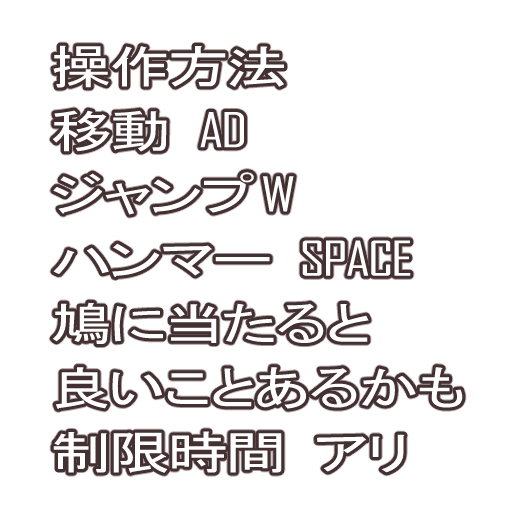 操作方法
移動 AD
ジャンプ W
ハンマー SPACE
鳩に当たると
良いことあるかも
制限時間 アリ